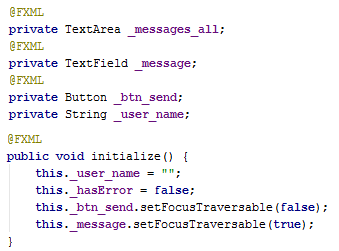 @FXML
private TextArea _messages_all;
@FXML
private TextField _message;
@FXML
private Button _btn_send;
private String _user_name;
@FXML
public void initialize() {
    this._user_name = "";
    this._hasError = false;
    this._btn_send.setFocusTraversable(false);
    this._message.setFocusTraversable(true);
}